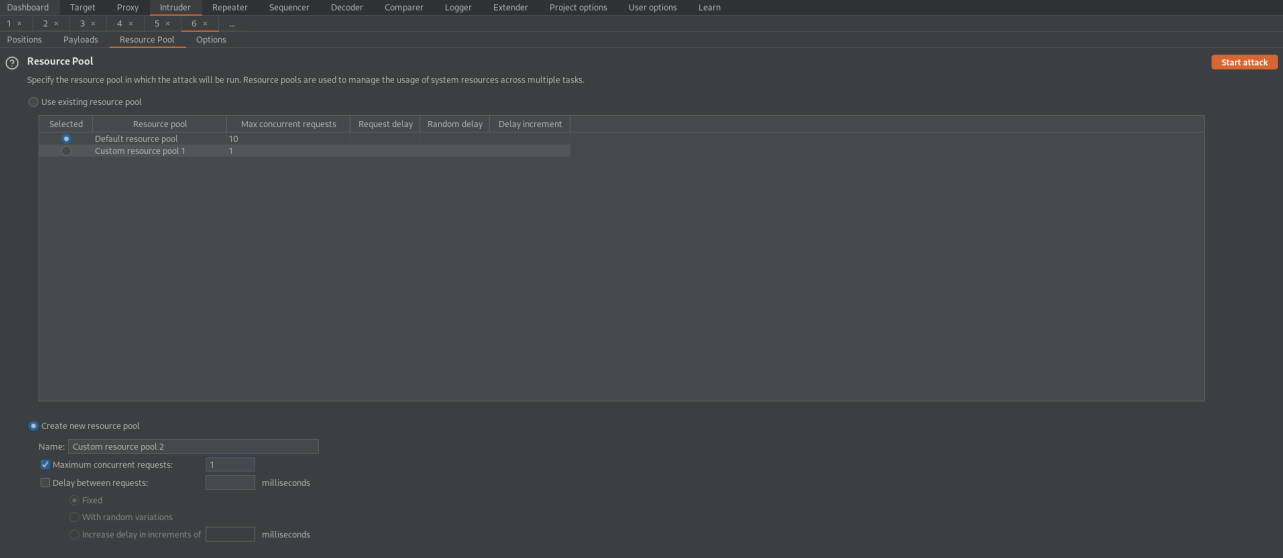 Dashboard Target Proxy Intruder Repeater Sequencer Decoder Comparer Logger Extender Project options User options Learn
1 × 2 × 3 × 4 × 5 × 6 × ...
Positions Payloads Resource Pool Options
? Resource Pool Start attack
Specify the resource pool in which the attack will be run. Resource pools are used to manage the usage of system resources across multiple tasks.
Use existing resource pool
Selected Resource pool Max concurrent requests Request delay Random delay Delay increment
Default resource pool 10
Custom resource pool 1 1
Create new resource pool
Name: Custom resource pool 2
Maximum concurrent requests: 1
Delay between requests: milliseconds
Fixed
With random variations
Increase delay in increments of milliseconds